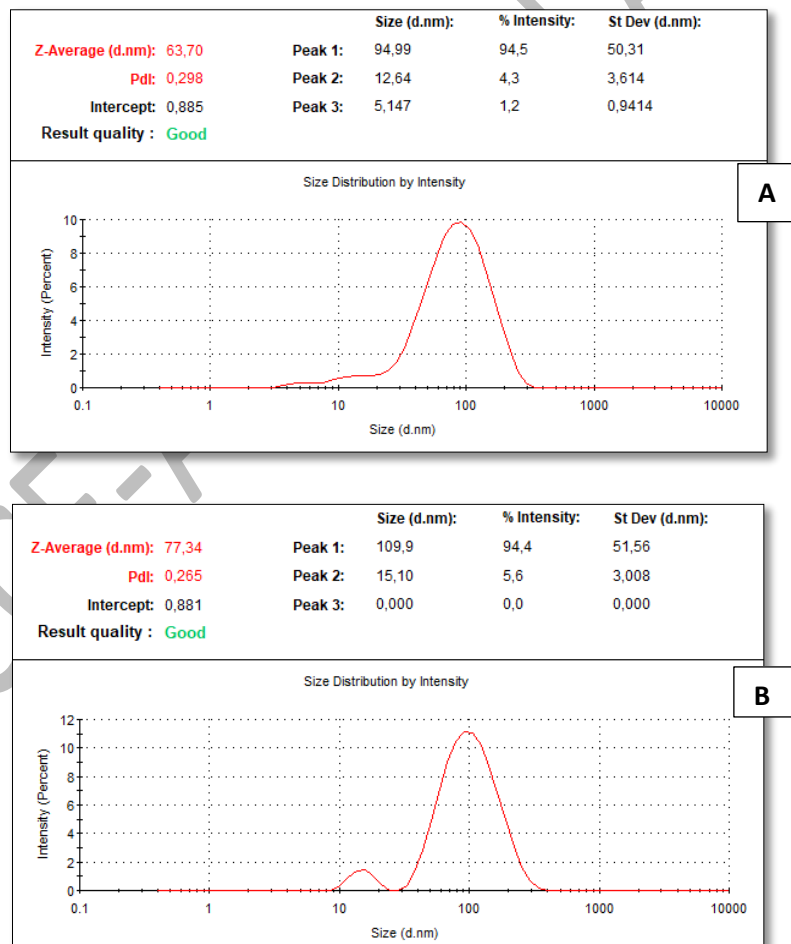 Size (d.nm): % Intensity: St Dev (d.nm):
Z-Average (d.nm): 63,70 Peak 1: 94,99 94,5 50,31
PdI: 0,298 Peak 2: 12,64 4,3 3,614
Intercept: 0,885 Peak 3: 5,147 1,2 0,9414
Result quality : Good
A
Size Distribution by Intensity
10
8
6
4
2
0
Intensity (Percent)
0.1 1 10 100 1000 10000
Size (d.nm)
Size (d.nm): % Intensity: St Dev (d.nm):
Z-Average (d.nm): 77,34 Peak 1: 109,9 94,4 51,56
PdI: 0,265 Peak 2: 15,10 5,6 3,008
Intercept: 0,881 Peak 3: 0,000 0,0 0,000
Result quality : Good
B
Size Distribution by Intensity
12
10
8
6
4
2
0
Intensity (Percent)
0.1 1 10 100 1000 10000
Size (d.nm)